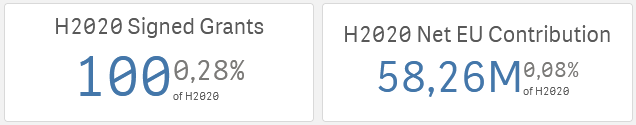 H2020 Signed Grants
100 0,28%
of H2020
H2020 Net EU Contribution
58,26M 0,08%
of H2020